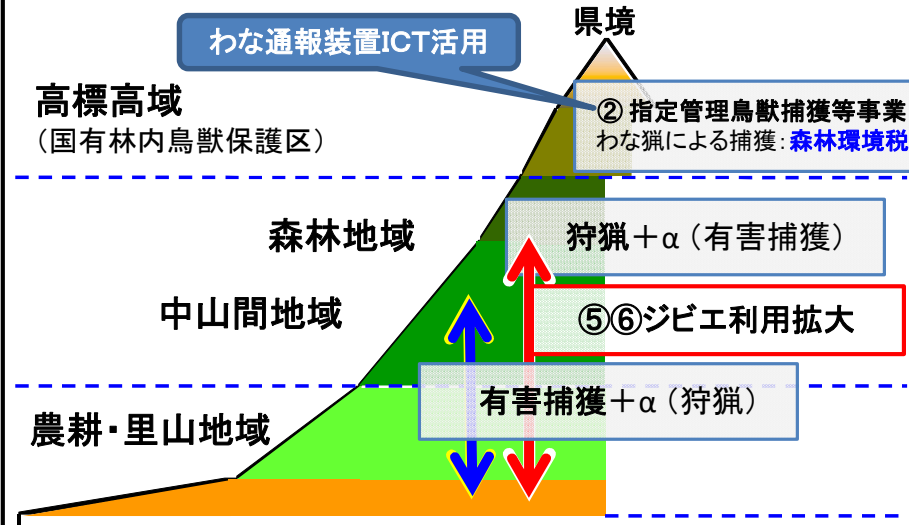 県境
わな通報装置ICT活用
高標高域
（国有林内鳥獣保護区）
② 指定管理鳥獣捕獲等事業
わな猟による捕獲：森林環境税
森林地域
狩猟＋α（有害捕獲）
中山間地域
⑤⑥ジビエ利用拡大
有害捕獲＋α（狩猟）
農耕・里山地域